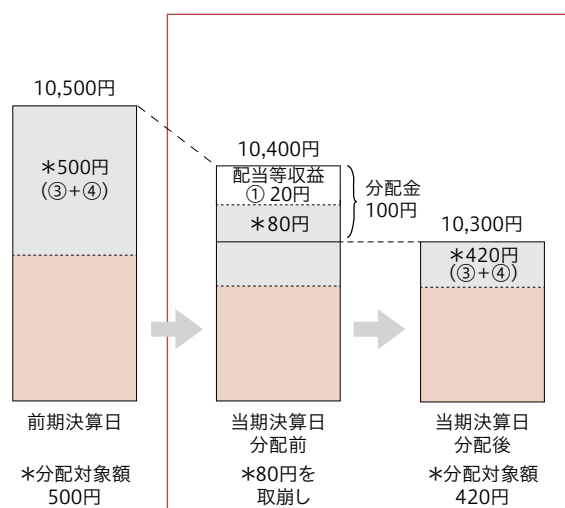 10,500円
＊500円
(③+④)
前期決算日
＊分配対象額
500円
10,400円
配当等収益
① 20円
＊80円
分配金
100円
当期決算日
分配前
＊80円を
取崩し
10,300円
＊420円
(③+④)
当期決算日
分配後
＊分配対象額
420円